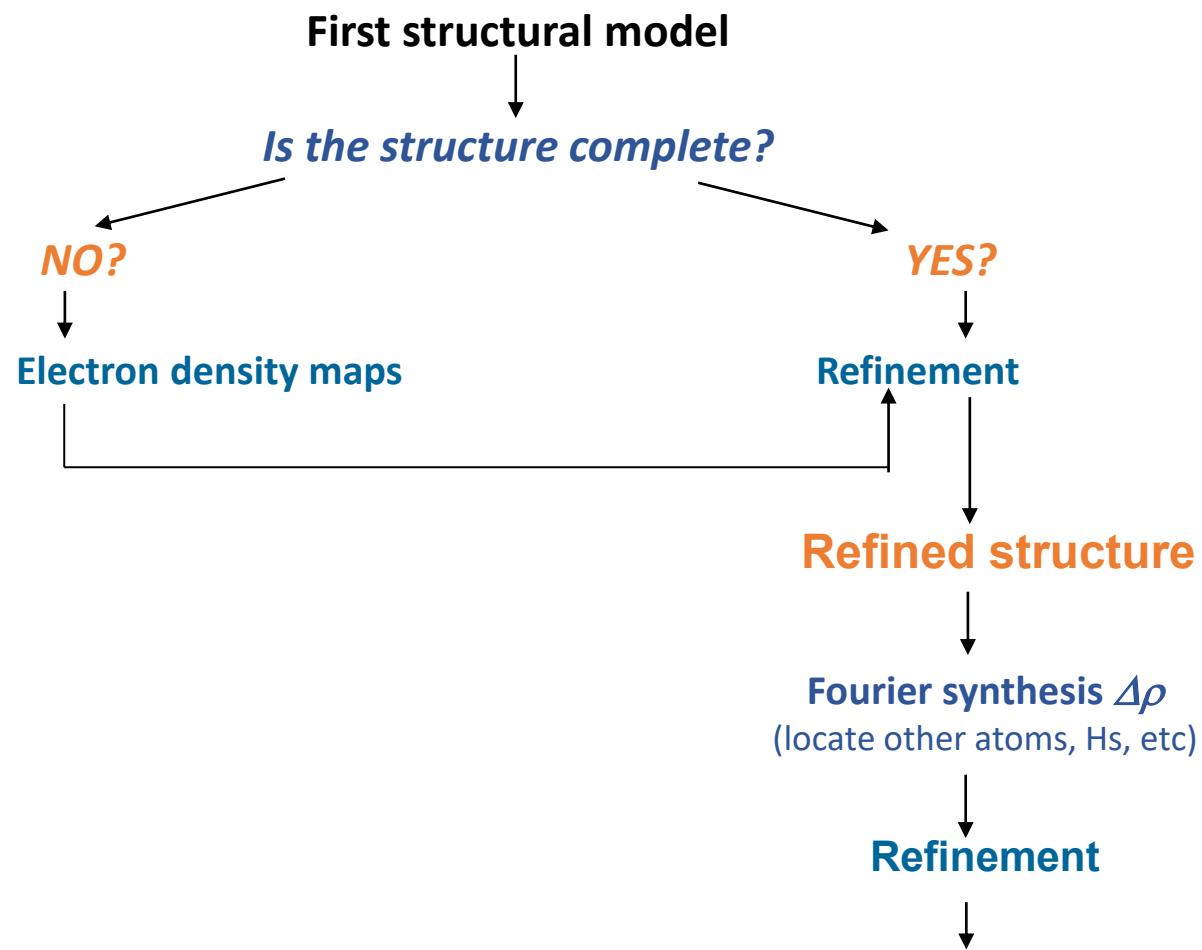 First structural model
Is the structure complete?
NO?
YES?
Electron density maps
Refinement
Refined structure
Fourier synthesis Δρ
(locate other atoms, Hs, etc)
Refinement